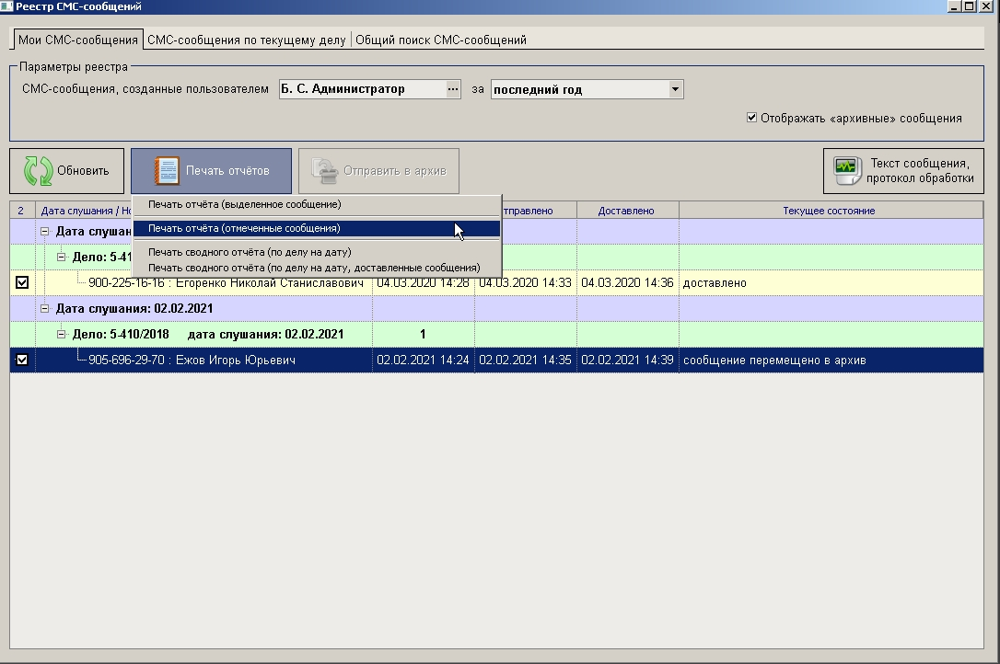 Реестр СМС-сообщений
Мои СМС-сообщения СМС-сообщения по текущему делу Общий поиск СМС-сообщений
Параметры реестра
СМС-сообщения, созданные пользователем Б. С. Администратор ... за последний год
Отображать «архивные» сообщения
Обновить Печать отчётов Отправить в архив Текст сообщения,
протокол обработки
Печать отчёта (выделенное сообщение)
2 Дата слушания / Доставлено Текущее состояние
Печать отчёта (отмеченные сообщения)
Дата
Печать сводного отчёта (по делу на дату)
Дело: 5-41
Печать сводного отчёта (по делу на дату, доставленные сообщения)
900-225-16-16 : Егоренко Николай Станиславович 04.03.2020 14:28 04.03.2020 14:33 04.03.2020 14:36 доставлено
Дата слушания: 02.02.2021
Дело: 5-410/2018 дата слушания: 02.02.2021 1
905-696-29-70 : Ежов Игорь Юрьевич 02.02.2021 14:24 02.02.2021 14:35 02.02.2021 14:39 сообщение перемещено в архив